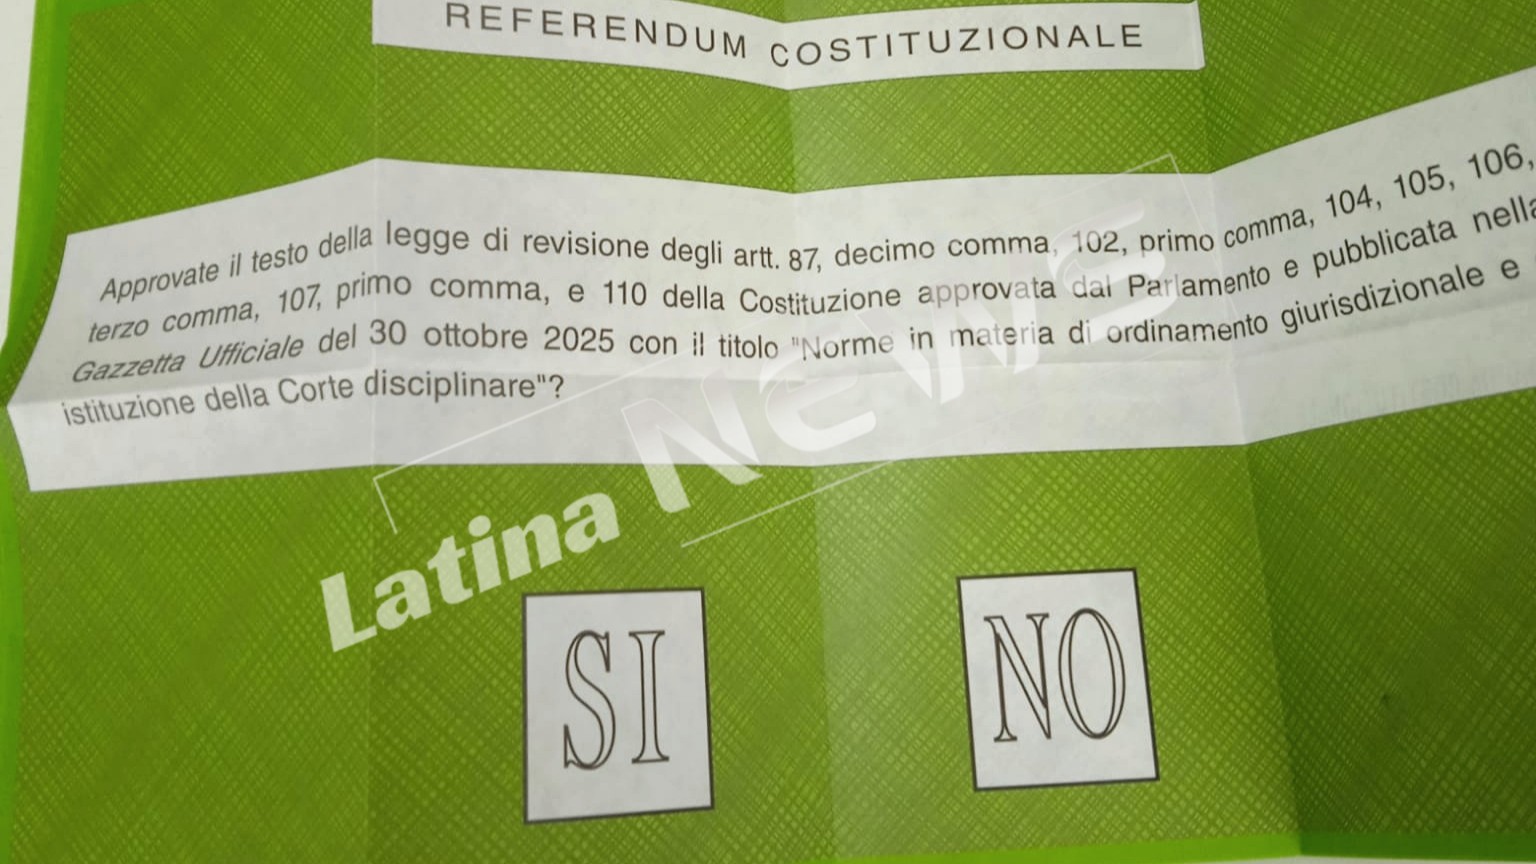 REFERENDUM COSTITUZIONALE
Approvate il testo della legge di revisione degli artt. 87, decimo comma, 102, primo comma, 104, 105, 106,
terzo comma, 107, primo comma, e 110 della Costituzione approvata dal Parlamento e pubblicata nella
Gazzetta Ufficiale del 30 ottobre 2025 con il titolo "Norme in materia di ordinamento giurisdizionale e
istituzione della Corte disciplinare"?
Latina News
SI
NO